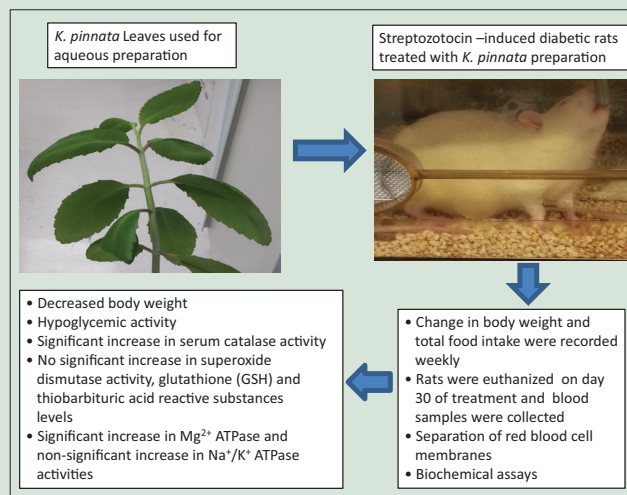 K. pinnata Leaves used for
aqueous preparation
Streptozotocin –induced diabetic rats
treated with K. pinnata preparation
• Change in body weight and
total food intake were recorded
weekly
• Rats were euthanized on day
30 of treatment and blood
samples were collected
• Separation of red blood cell
membranes
• Biochemical assays
• Decreased body weight
• Hypoglycemic activity
• Significant increase in serum catalase activity
• No significant increase in superoxide
dismutase activity, glutathione (GSH) and
thiobarbituric acid reactive substances
levels
• Significant increase in Mg²⁺ ATPase and
non-significant increase in Na⁺/K⁺ ATPase
activities